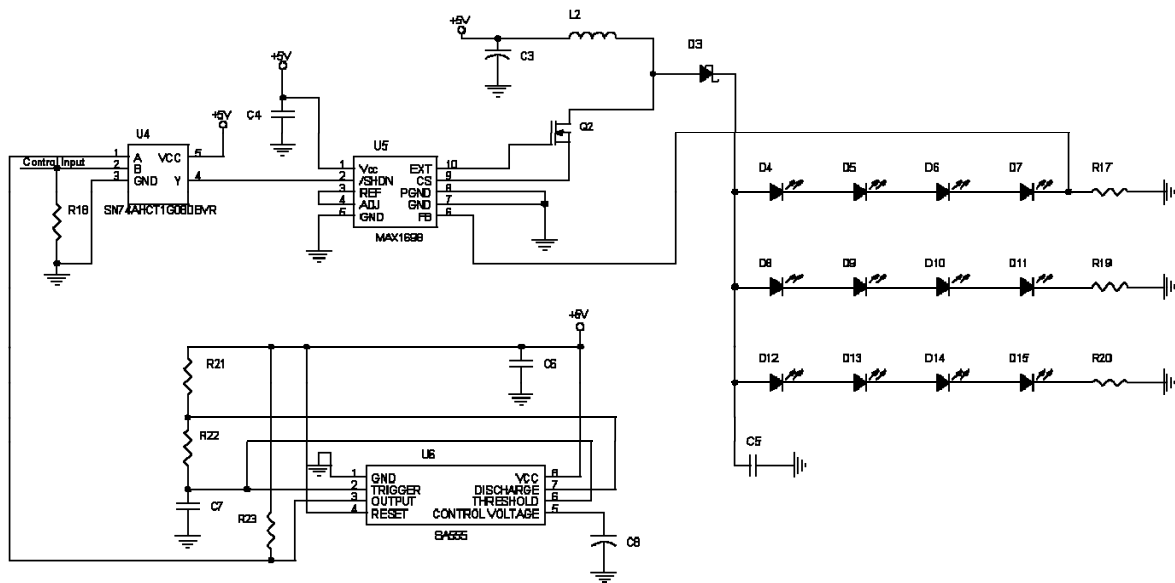 +5V
L2
C3
D3
+5V
C4
Q2
+5V
U4
U5
Control Input
1 A VCC 5
2 B
3 GND Y 4
SN74AHCT1G08DBVR
R18
1 Vcc EXT 10
2 /SHDN CS 9
3 REF PGND 8
4 ADJ GND 7
5 GND FB 6
MAX1698
D4 D5 D6 D7 R17
D8 D9 D10 D11 R19
D12 D13 D14 D15 R20
C5
+5V
R21
C6
R22
U6
C7
R23
1 GND VCC 8
2 TRIGGER DISCHARGE 7
3 OUTPUT THRESHOLD 6
4 RESET CONTROL VOLTAGE 5
SA555
C8